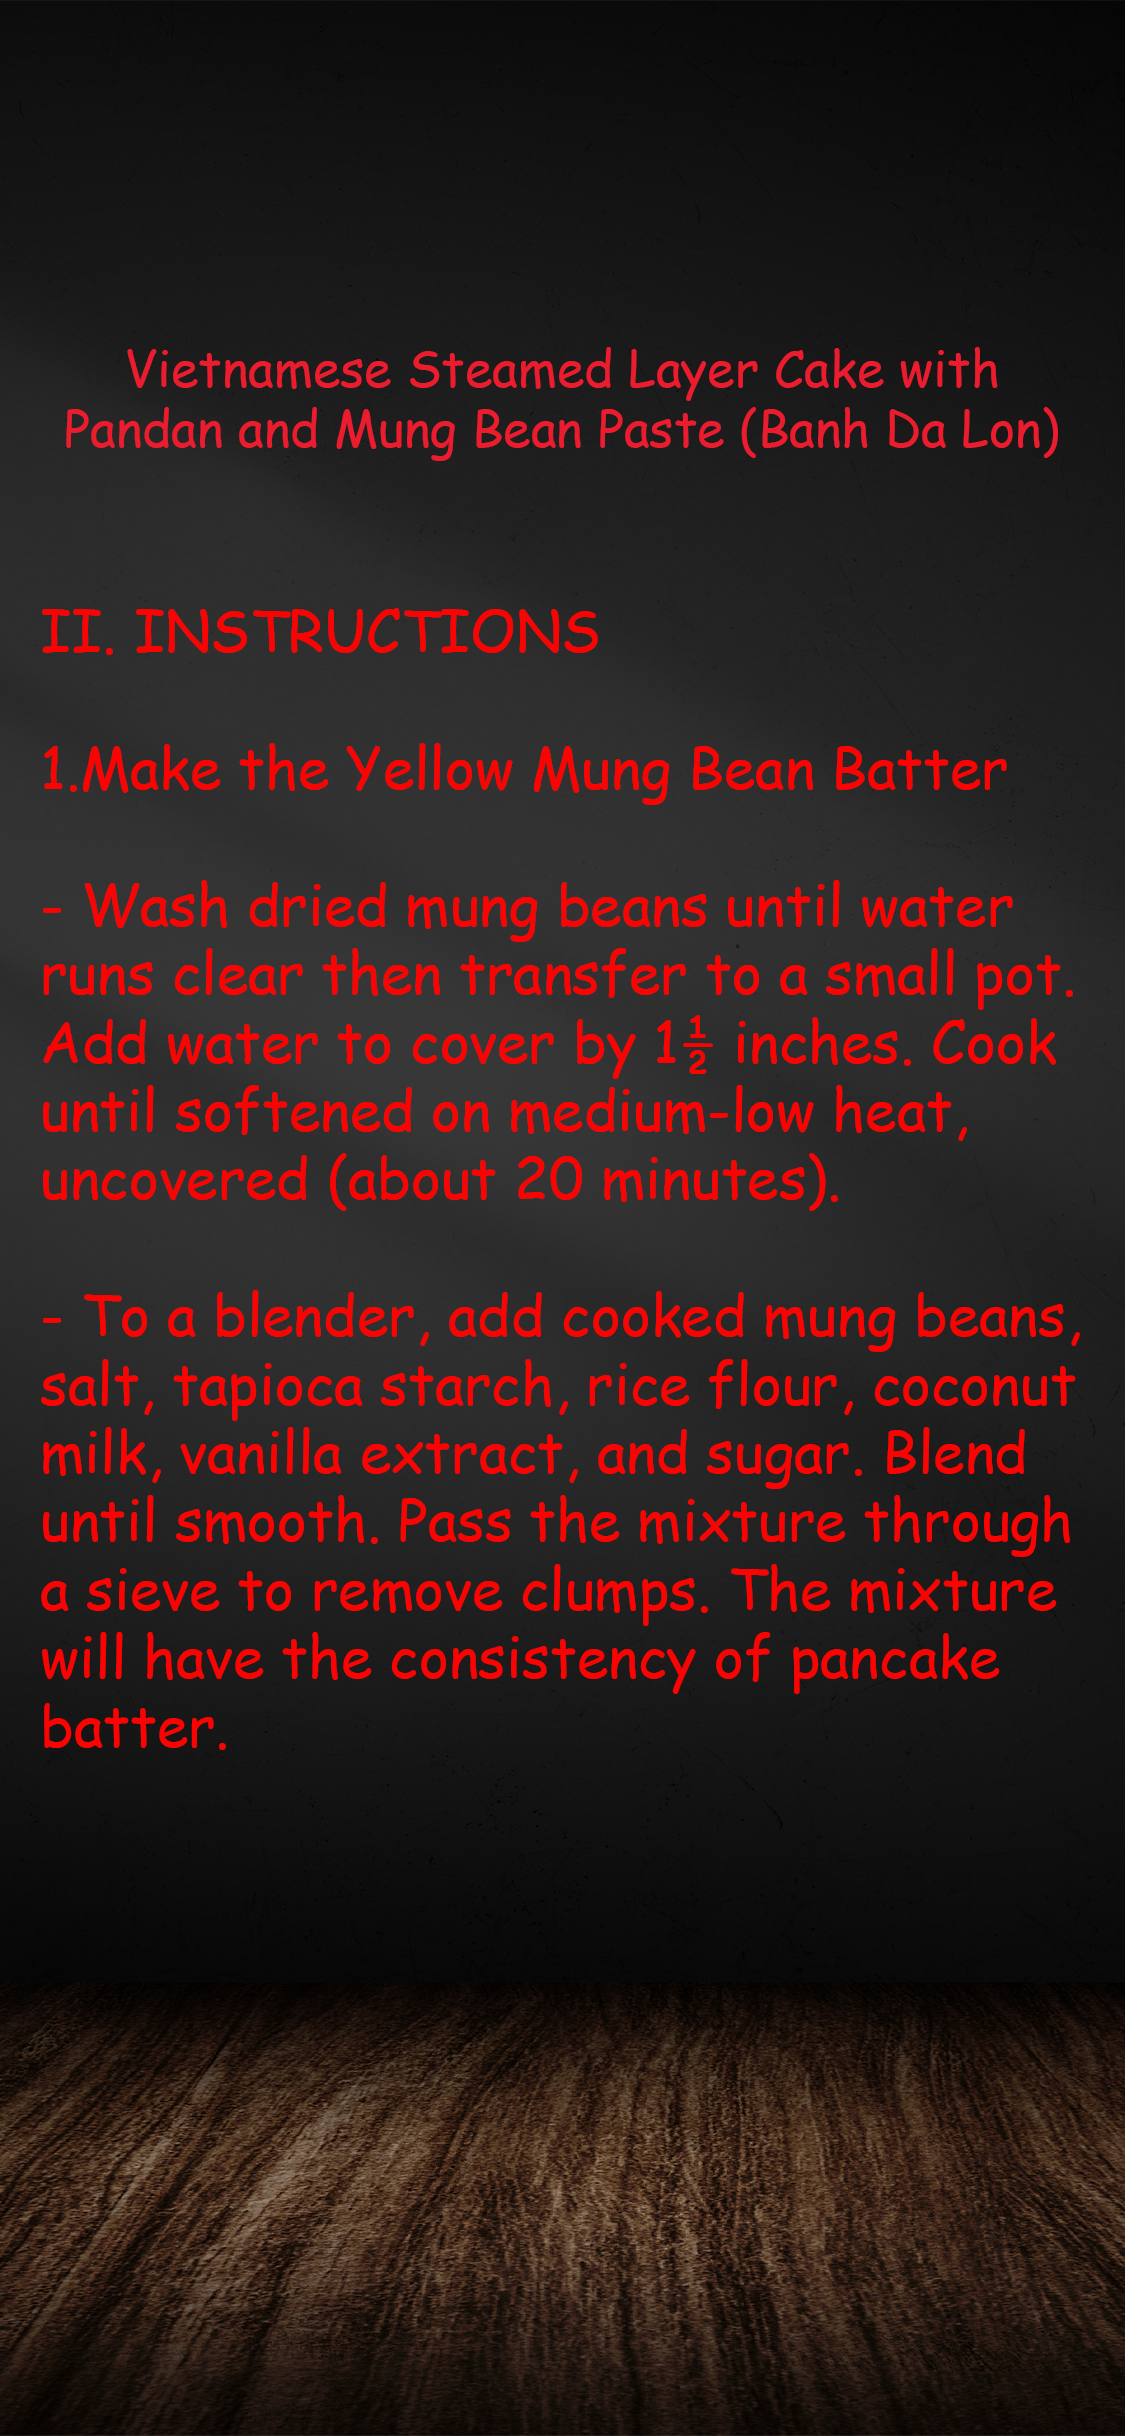 Vietnamese Steamed Layer Cake with
Pandan and Mung Bean Paste (Banh Da Lon)
II. INSTRUCTIONS
1.Make the Yellow Mung Bean Batter
- Wash dried mung beans until water
runs clear then transfer to a small pot.
Add water to cover by 1½ inches. Cook
until softened on medium-low heat,
uncovered (about 20 minutes).
- To a blender, add cooked mung beans,
salt, tapioca starch, rice flour, coconut
milk, vanilla extract, and sugar. Blend
until smooth. Pass the mixture through
a sieve to remove clumps. The mixture
will have the consistency of pancake
batter.